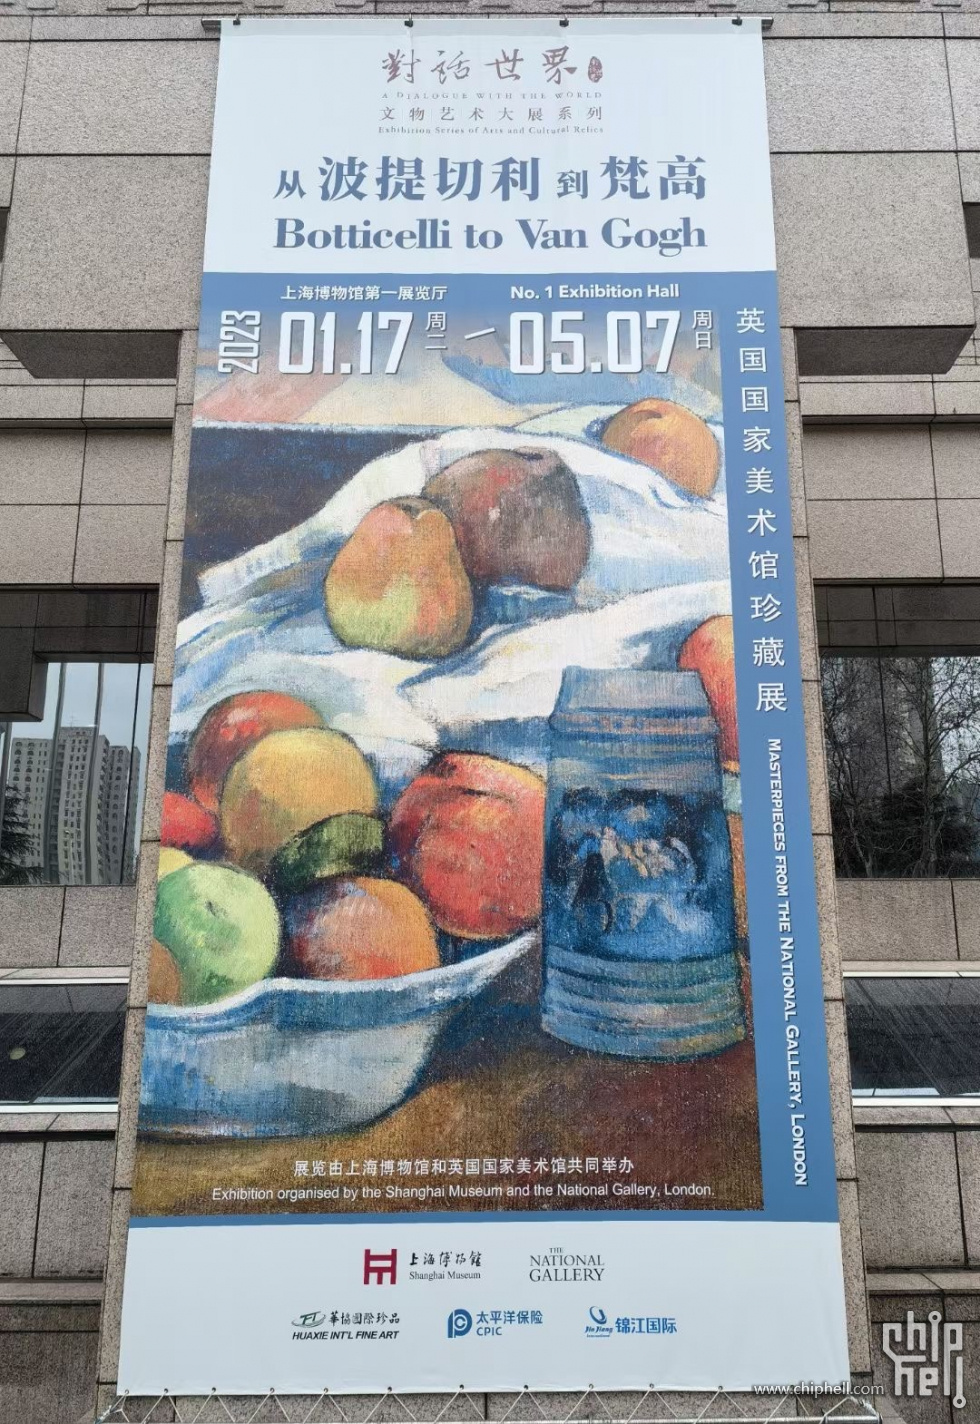 對話世界
A DIALOGUE WITH THE WORLD
文物艺术大展系列
Exhibition Series of Arts and Cultural Relics
从波提切利到梵高
Botticelli to Van Gogh
上海博物馆第一展览厅 No. 1 Exhibition Hall
2023 01.17 周二 — 05.07 周日
英国国家美术馆珍藏展
MASTERPIECES FROM THE NATIONAL GALLERY, LONDON
展览由上海博物馆和英国国家美术馆共同举办
Exhibition organised by the Shanghai Museum and the National Gallery, London.
上海博物館
Shanghai Museum
THE
NATIONAL
GALLERY
華協國際珍品
HUAXIE INT'L FINE ART
太平洋保险
CPIC
Jin Jiang
锦江国际
www.chiphell.com
chip
hell